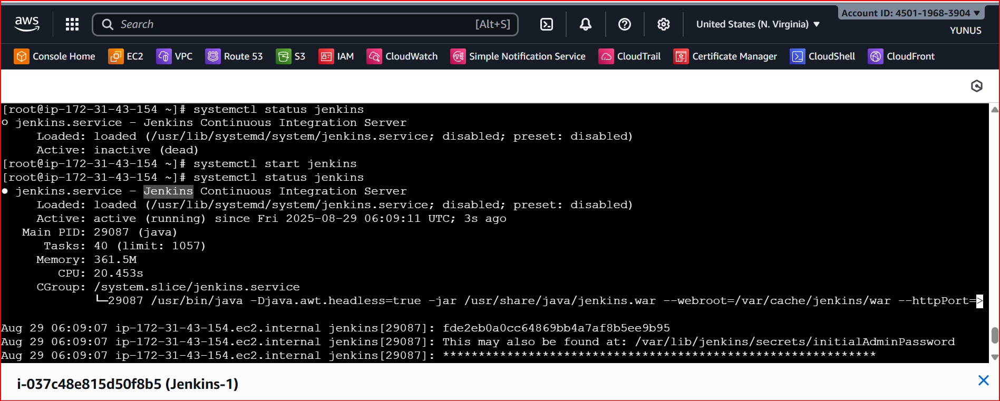 Account ID: 4501-1968-3904
aws Search [Alt+S] United States (N. Virginia)
YUNUS
Console Home EC2 VPC Route 53 S3 IAM CloudWatch Simple Notification Service CloudTrail Certificate Manager CloudShell CloudFront
[root@ip-172-31-43-154 ~]# systemctl status jenkins
○ jenkins.service - Jenkins Continuous Integration Server
Loaded: loaded (/usr/lib/systemd/system/jenkins.service; disabled; preset: disabled)
Active: inactive (dead)
[root@ip-172-31-43-154 ~]# systemctl start jenkins
[root@ip-172-31-43-154 ~]# systemctl status jenkins
● jenkins.service - Jenkins Continuous Integration Server
Loaded: loaded (/usr/lib/systemd/system/jenkins.service; disabled; preset: disabled)
Active: active (running) since Fri 2025-08-29 06:09:11 UTC; 3s ago
Main PID: 29087 (java)
Tasks: 40 (limit: 1057)
Memory: 361.5M
CPU: 20.453s
CGroup: /system.slice/jenkins.service
└─29087 /usr/bin/java -Djava.awt.headless=true -jar /usr/share/java/jenkins.war --webroot=/var/cache/jenkins/war --httpPort=>
Aug 29 06:09:07 ip-172-31-43-154.ec2.internal jenkins[29087]: fde2eb0a0cc64869bb4a7af8b5ee9b95
Aug 29 06:09:07 ip-172-31-43-154.ec2.internal jenkins[29087]: This may also be found at: /var/lib/jenkins/secrets/initialAdminPassword
Aug 29 06:09:07 ip-172-31-43-154.ec2.internal jenkins[29087]: *************************************************************
i-037c48e815d50f8b5 (Jenkins-1)